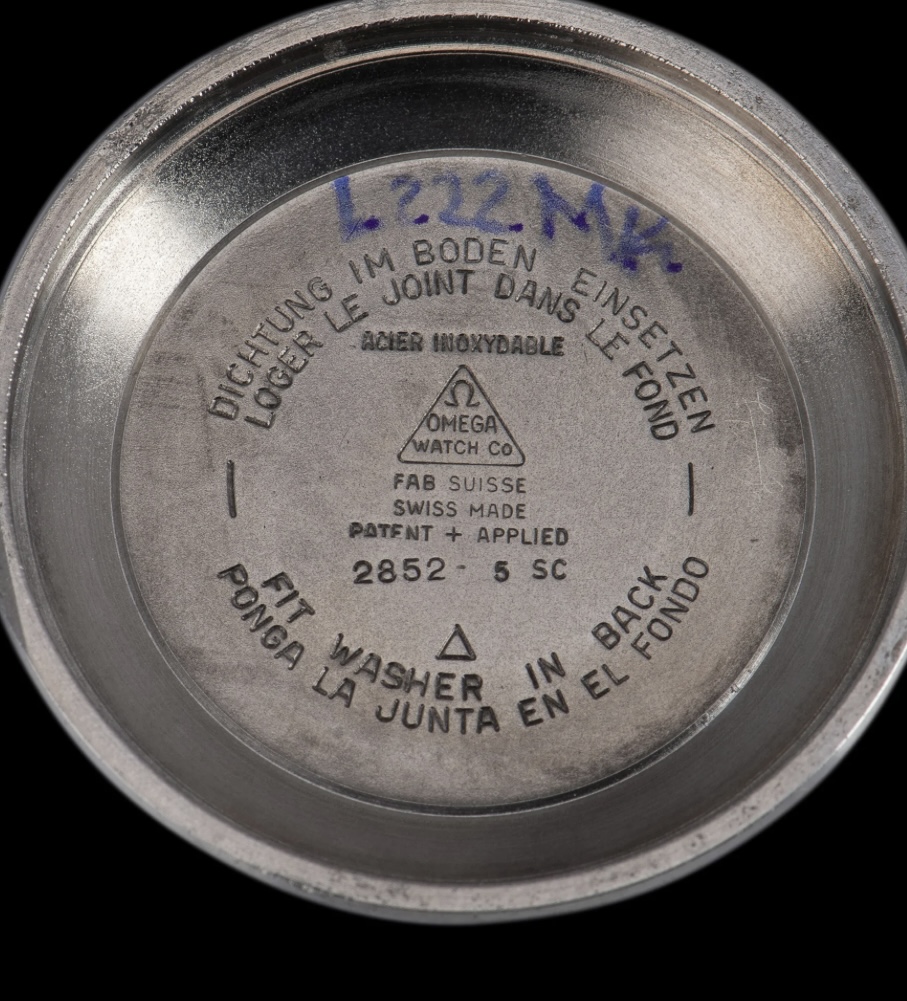 DICHTUNG IM BODEN EINSETZEN
LOGER LE JOINT DANS LE FOND
ACIER INOXYDABLE
Ω
OMEGA
WATCH Co
FAB SUISSE
SWISS MADE
PATENT + APPLIED
2852 - 5 SC
FIT WASHER IN BACK
PONGA LA JUNTA EN EL FONDO